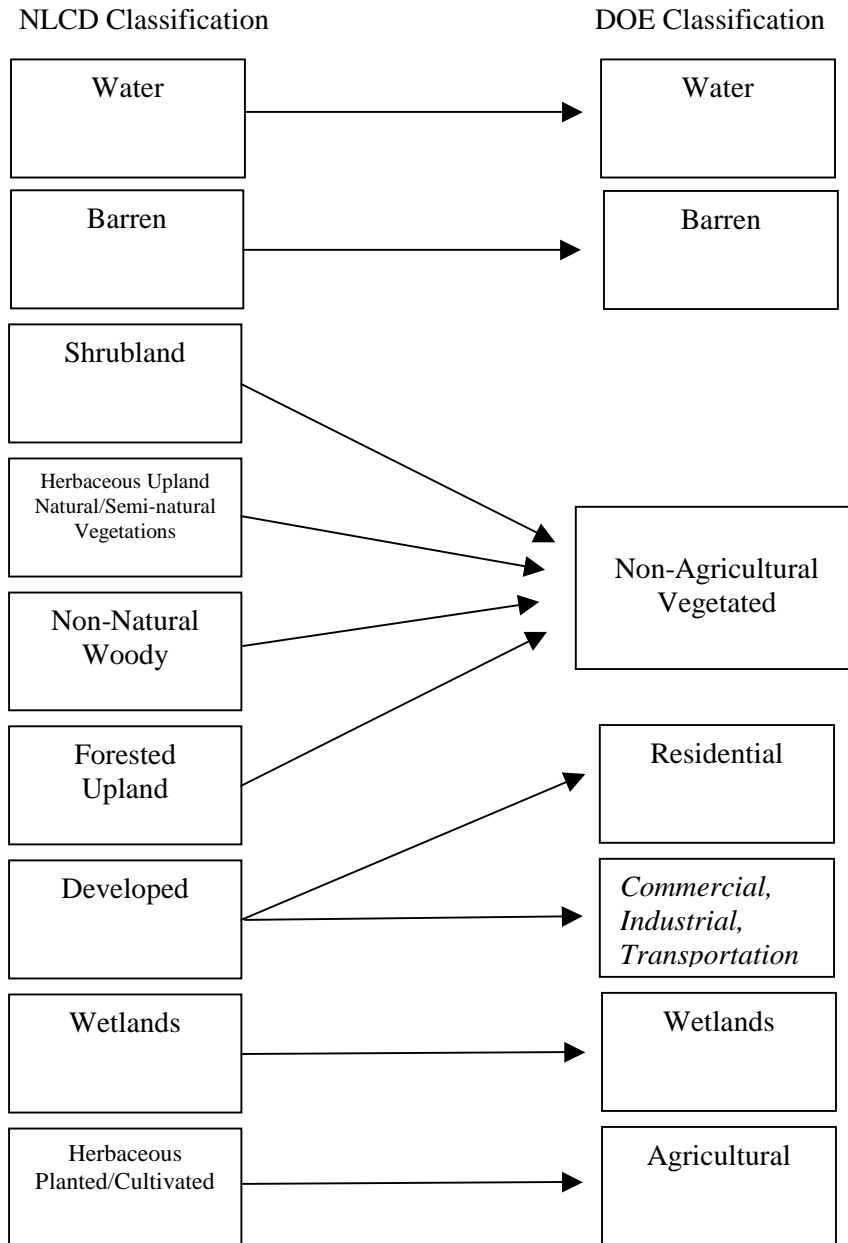 NLCD Classification
DOE Classification
Water
Water
Barren
Barren
Shrubland
Herbaceous Upland
Natural/Semi-natural
Vegetations
Non-Agricultural
Vegetated
Non-Natural
Woody
Forested
Upland
Residential
Developed
Commercial,
Industrial,
Transportation
Wetlands
Wetlands
Herbaceous
Planted/Cultivated
Agricultural